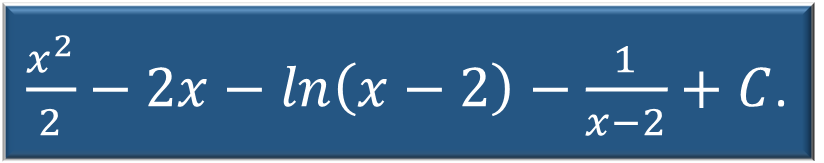 x²/2 − 2x − ln(x − 2) − 1/(x−2) + C.